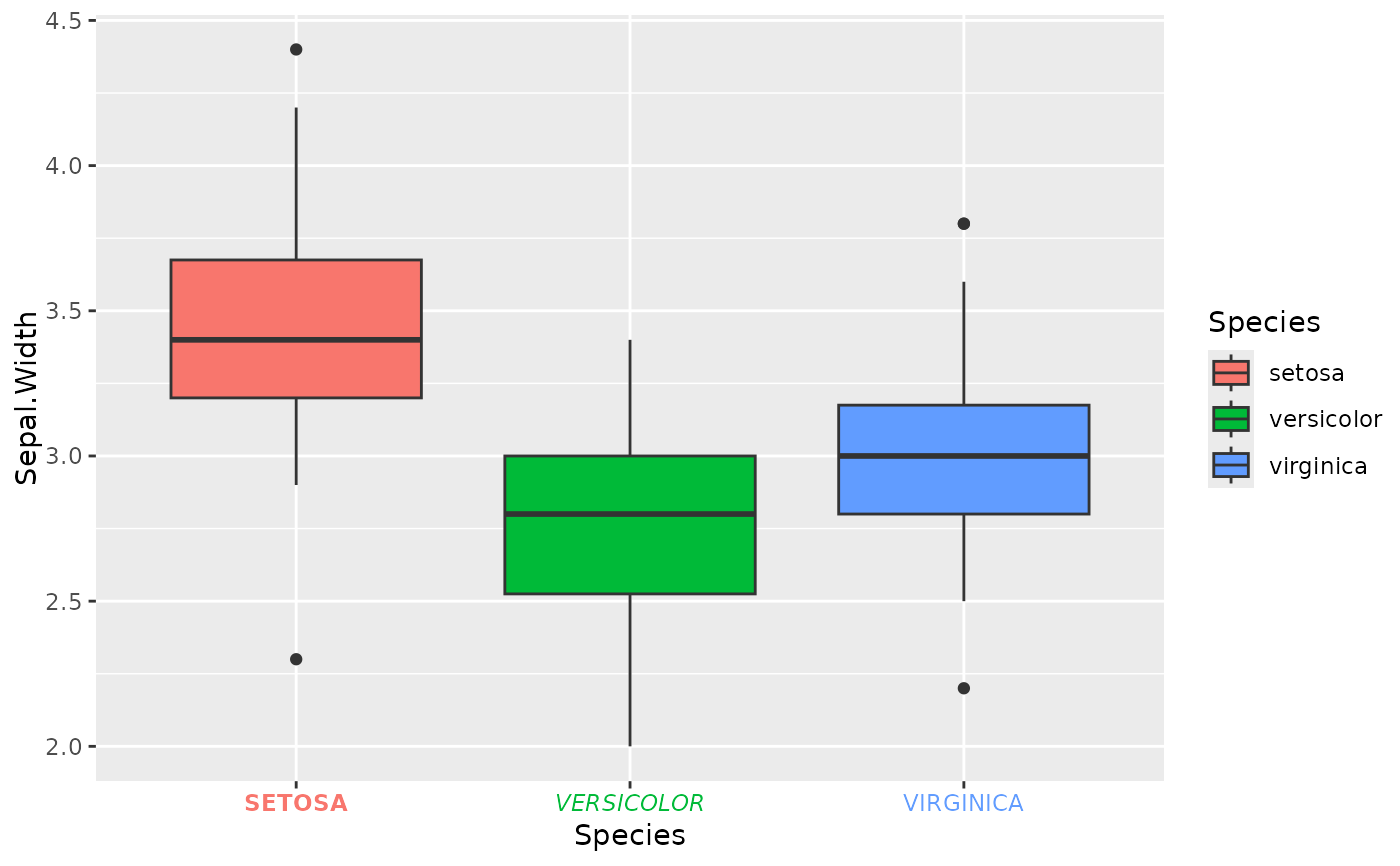 Sepal.Width
4.5
4.0
3.5
3.0
2.5
2.0
SETOSA
VERSICOLOR
VIRGINICA
Species
Species
setosa
versicolor
virginica